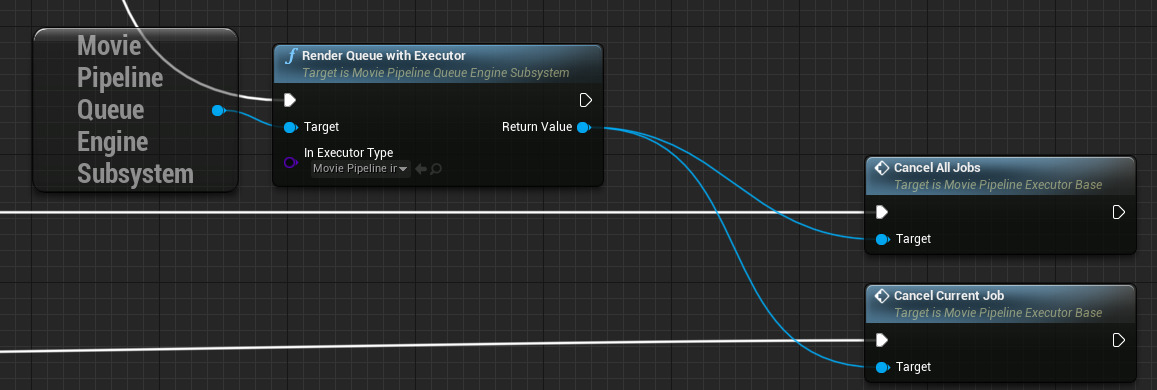 Movie
Pipeline
Queue
Engine
Subsystem
Render Queue with Executor
Target is Movie Pipeline Queue Engine Subsystem
Target
Return Value
In Executor Type
Movie Pipeline ir
Cancel All Jobs
Target is Movie Pipeline Executor Base
Target
Cancel Current Job
Target is Movie Pipeline Executor Base
Target